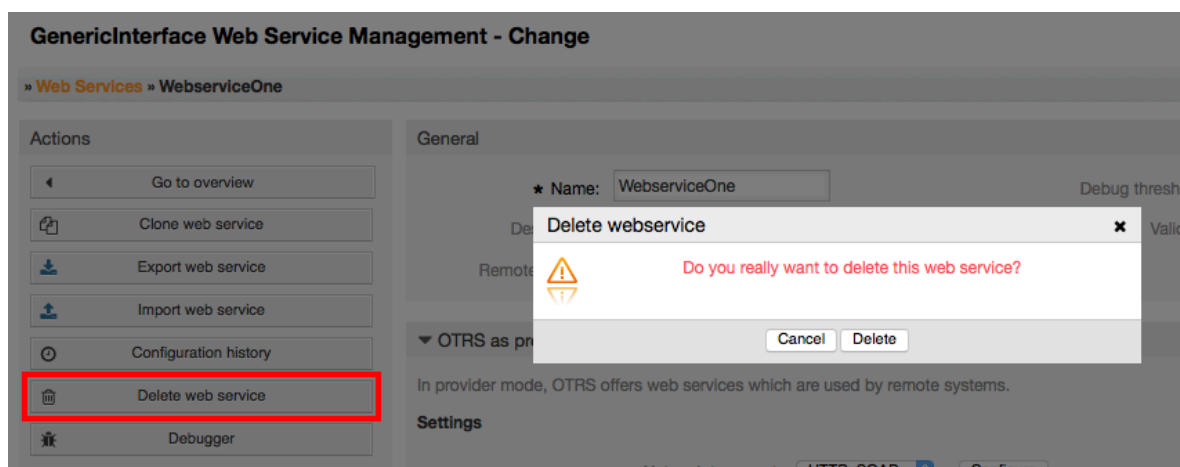 GenericInterface Web Service Management - Change
» Web Services » WebserviceOne
Actions
Go to overview
Clone web service
Export web service
Import web service
Configuration history
Delete web service
Debugger
General
★ Name: WebserviceOne
Debug thresh
Delete webservice
Do you really want to delete this web service?
Cancel Delete
Remote
OTRS as pr
In provider mode, OTRS offers web services which are used by remote systems.
Settings